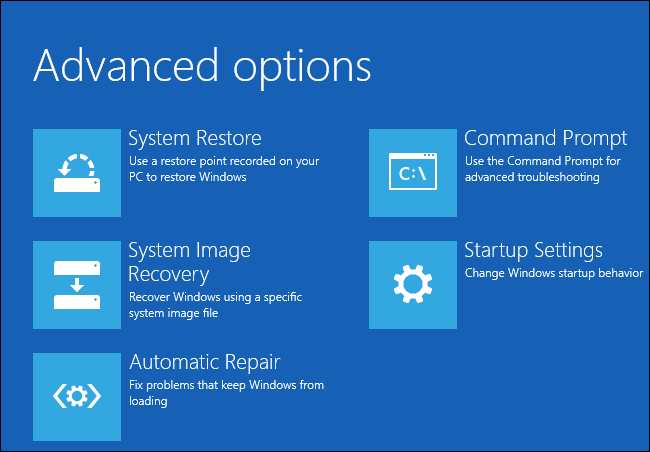 Advanced options
System Restore
Use a restore point recorded on your
PC to restore Windows
Command Prompt
C:\
Use the Command Prompt for
advanced troubleshooting
System Image
Recovery
Recover Windows using a specific
system image file
Startup Settings
Change Windows startup behavior
Automatic Repair
Fix problems that keep Windows from
loading